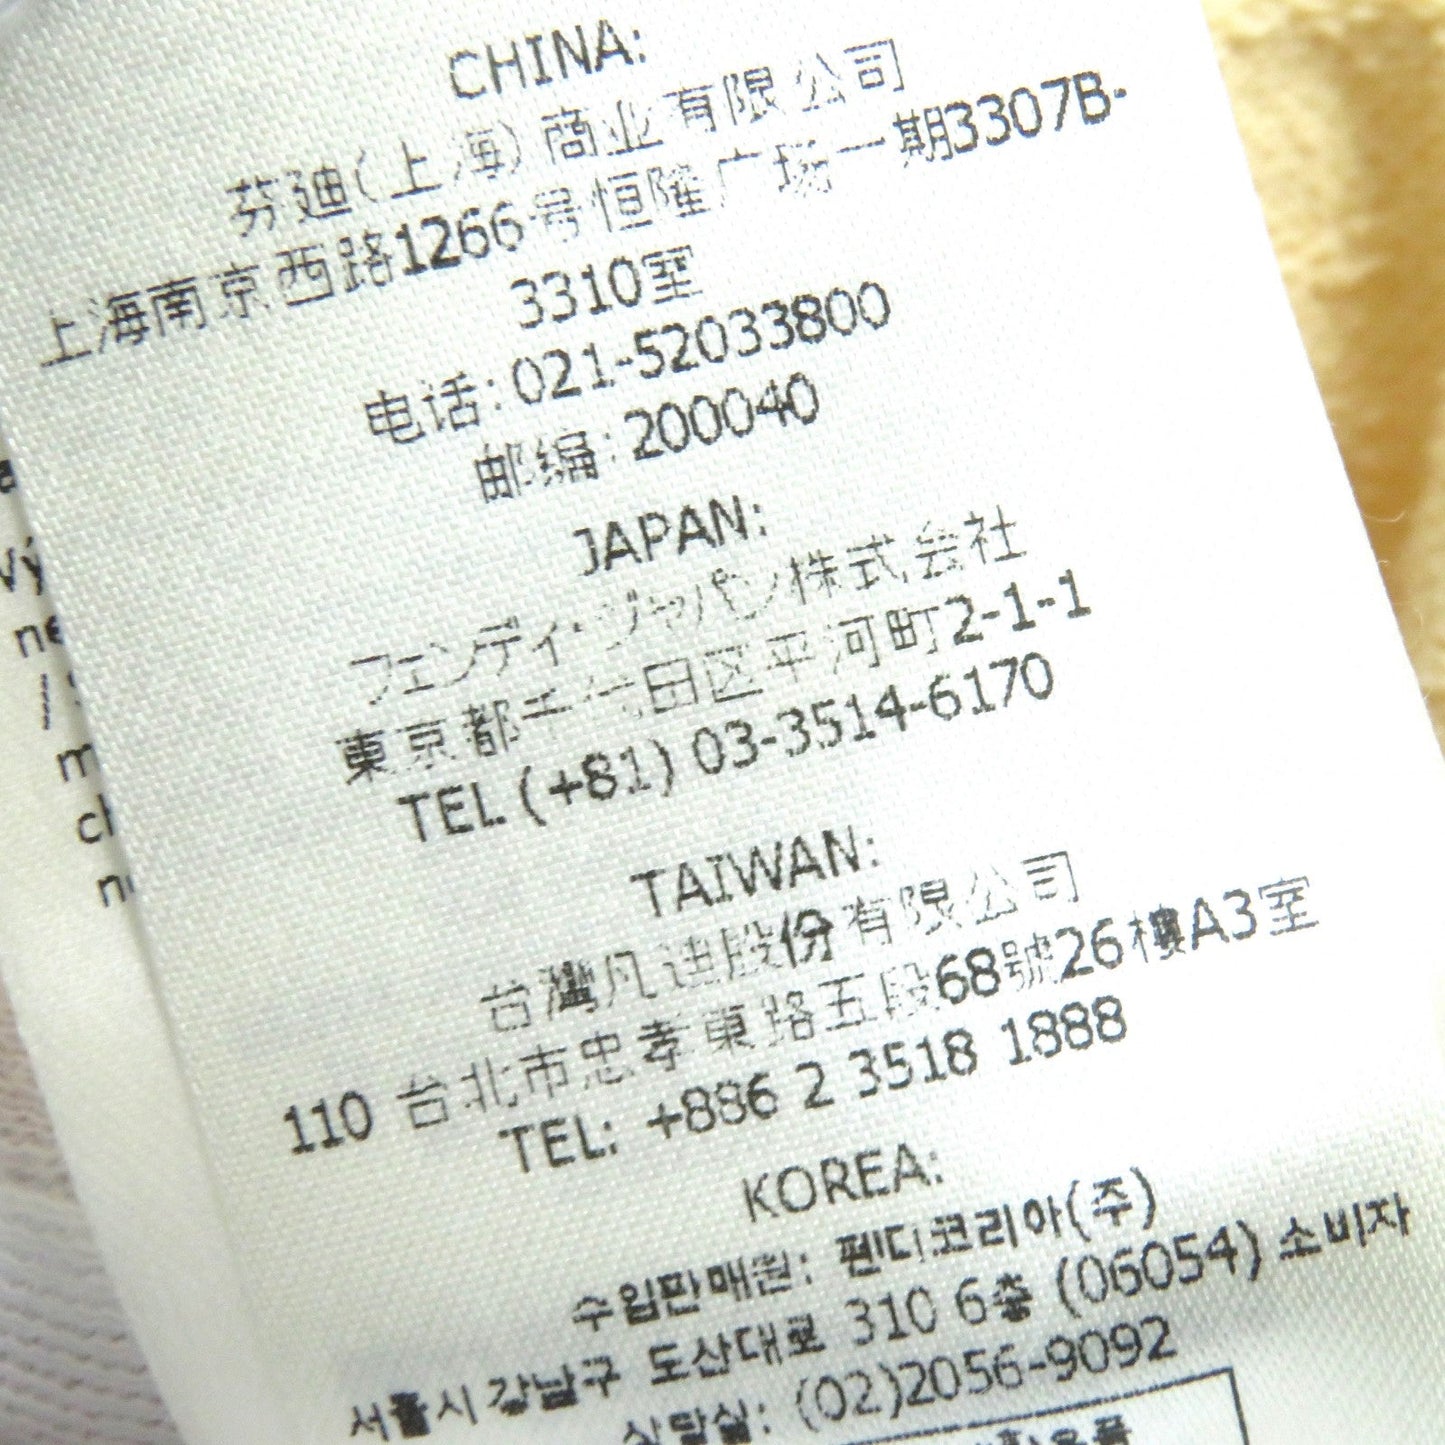 CHINA:
芬迪(上海)商业有限公司
上海南京西路1266号恒隆广场一期3307B-
3310室
电话:021-52033800
邮编:200040
JAPAN:
フェンディ・ジャパン株式会社
東京都千代田区平河町2-1-1
TEL (+81) 03-3514-6170
TAIWAN:
台灣凡迪股份有限公司
110 台北市忠孝東路五段68號26樓A3室
TEL: +886 2 3518 1888
KOREA:
수입판매원: 펜디코리아(주)
서울시 강남구 도산대로 310 6층 (06054) 소비자
상담실: (02)2056-9092